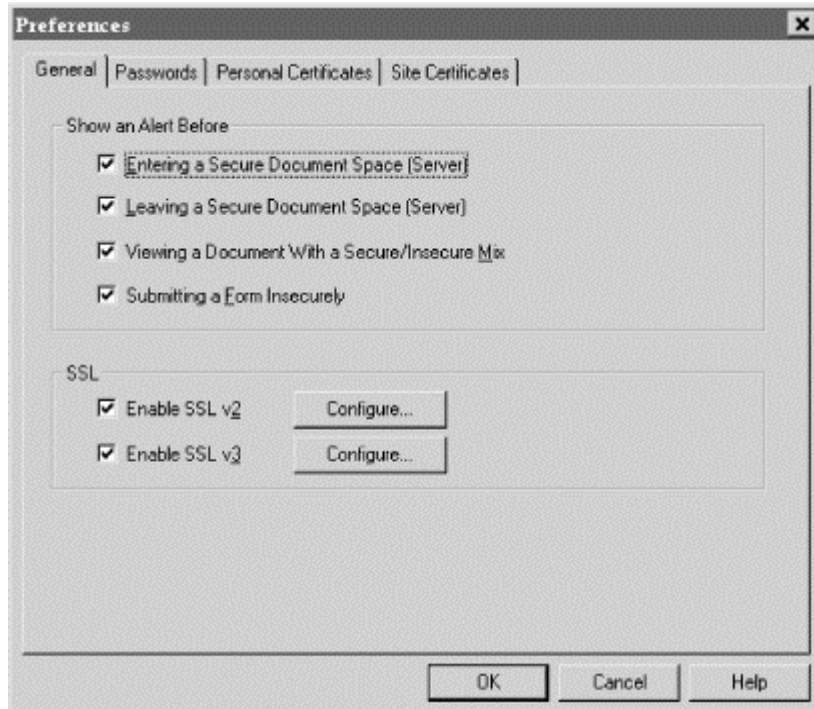 Preferences
General
Passwords
Personal Certificates
Site Certificates
Show an Alert Before
Entering a Secure Document Space (Server)
Leaving a Secure Document Space (Server)
Viewing a Document With a Secure/Insecure Mix
Submitting a Form Insecurely
SSL
Enable SSL v2
Configure...
Enable SSL v3
Configure...
OK
Cancel
Help